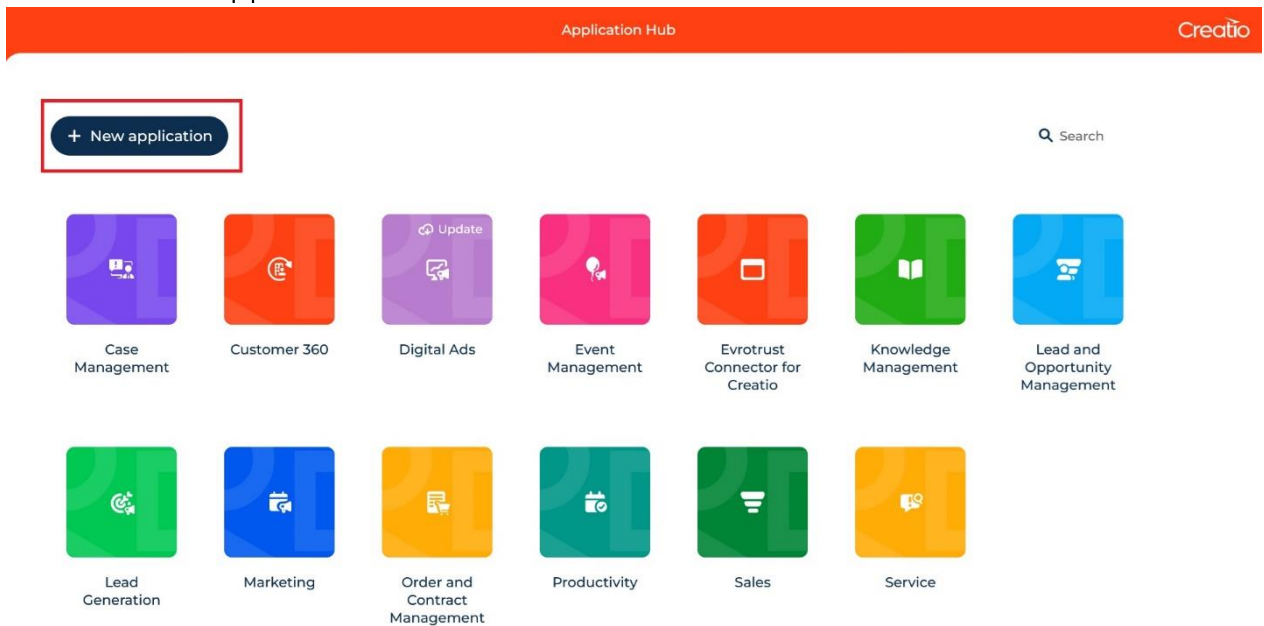 Application Hub
Creatio
+ New application
Search
Update
Case
Management
Customer 360
Digital Ads
Event
Management
Evrotrust
Connector for
Creatio
Knowledge
Management
Lead and
Opportunity
Management
Lead
Generation
Marketing
Order and
Contract
Management
Productivity
Sales
Service